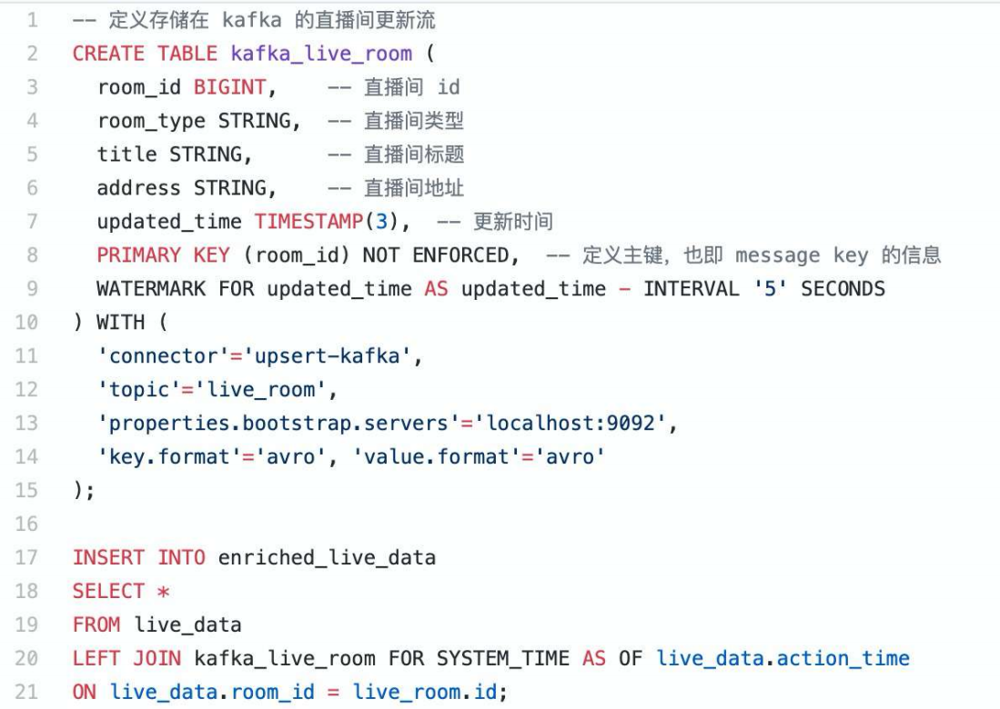 1 -- 定义存储在 kafka 的直播间更新流
2 CREATE TABLE kafka_live_room (
3   room_id BIGINT,    -- 直播间 id
4   room_type STRING,  -- 直播间类型
5   title STRING,      -- 直播间标题
6   address STRING,    -- 直播间地址
7   updated_time TIMESTAMP(3),  -- 更新时间
8   PRIMARY KEY (room_id) NOT ENFORCED,  -- 定义主键，也即 message key 的信息
9   WATERMARK FOR updated_time AS updated_time - INTERVAL '5' SECONDS
10 ) WITH (
11   'connector'='upsert-kafka',
12   'topic'='live_room',
13   'properties.bootstrap.servers'='localhost:9092',
14   'key.format'='avro', 'value.format'='avro'
15 );
16
17 INSERT INTO enriched_live_data
18 SELECT *
19 FROM live_data
20 LEFT JOIN kafka_live_room FOR SYSTEM_TIME AS OF live_data.action_time
21 ON live_data.room_id = live_room.id;